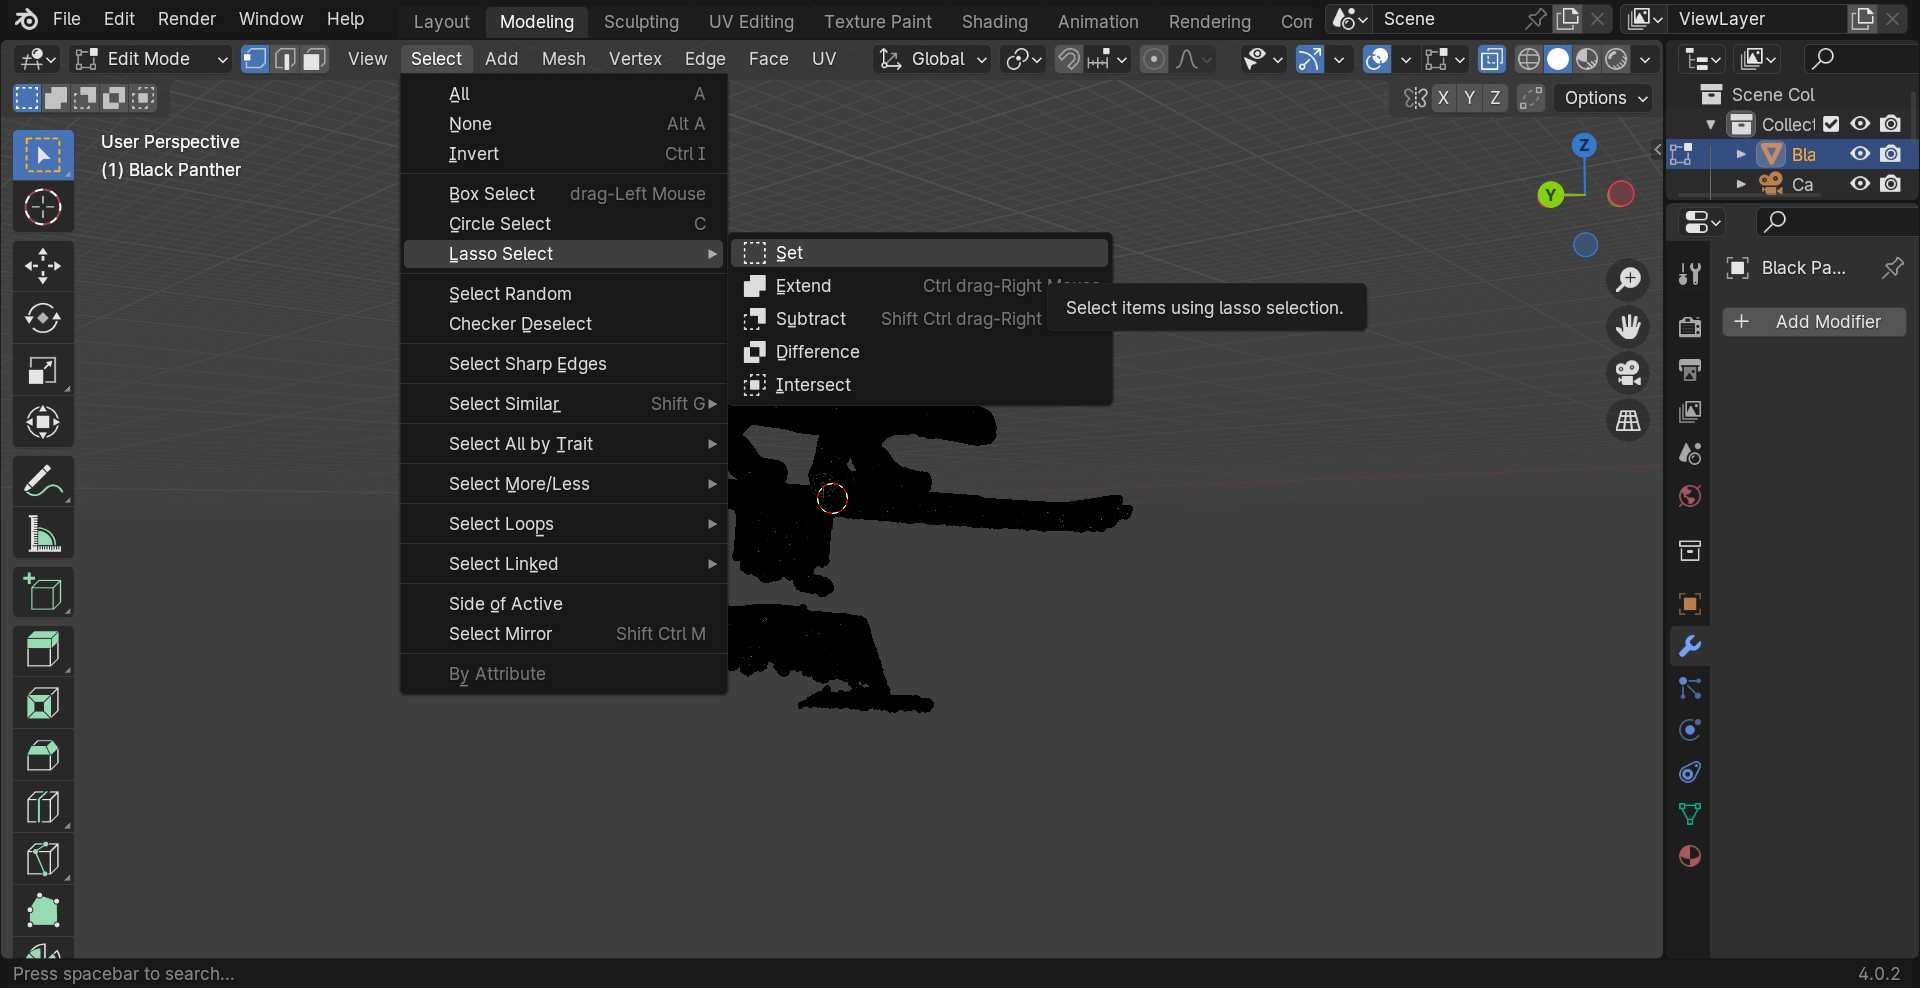 File Edit Render Window Help Layout Modeling Sculpting UV Editing Texture Paint Shading Animation Rendering Scene ViewLayer
Edit Mode View Select Add Mesh Vertex Edge Face UV Global
X Y Z Options
User Perspective
(1) Black Panther
All A
None Alt A
Invert Ctrl I
Box Select drag-Left Mouse
Circle Select C
Lasso Select
Select Random
Checker Deselect
Select Sharp Edges
Select Similar Shift G
Select All by Trait
Select More/Less
Select Loops
Select Linked
Side of Active
Select Mirror Shift Ctrl M
By Attribute
Set
Extend Ctrl drag-Right
Subtract Shift Ctrl drag-Right
Difference
Intersect
Select items using lasso selection.
Z
Y
Scene Col
Collect
Bla
Ca
Black Pa...
+ Add Modifier
Press spacebar to search... 4.0.2